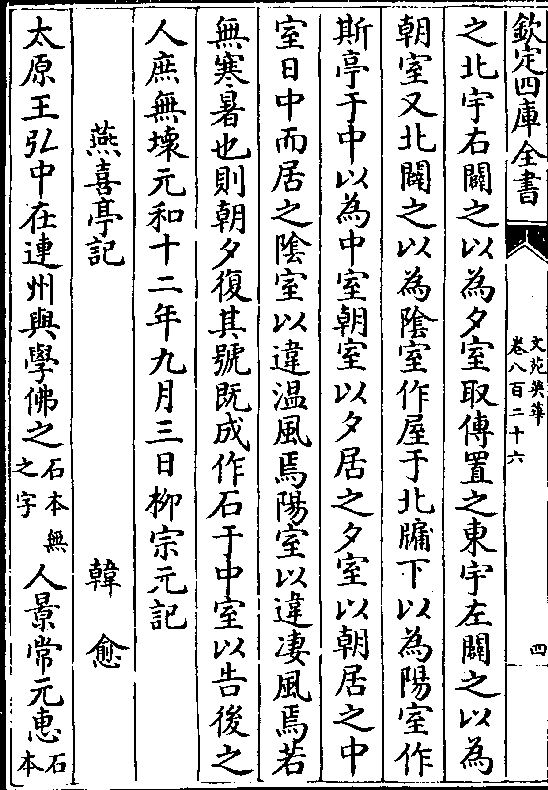 欽定四庫全書
文苑英華
卷八百二十六
四
之北宇右闢之以為夕室取傳置之東宇左闢之以為
朝室又北闢之以為陰室作屋于北牗下以為陽室作
斯亭于中以為中室朝室以夕居之夕室以朝居之中
室日中而居之陰室以違温風焉陽室以違凄風焉若
無寒暑也則朝夕復其號既成作石于中室以告後之
人庶無壊元和十二年九月三日柳宗元記
燕喜亭記 韓愈
太原王弘中在連州與學佛之石本無之字人景常元恵石本